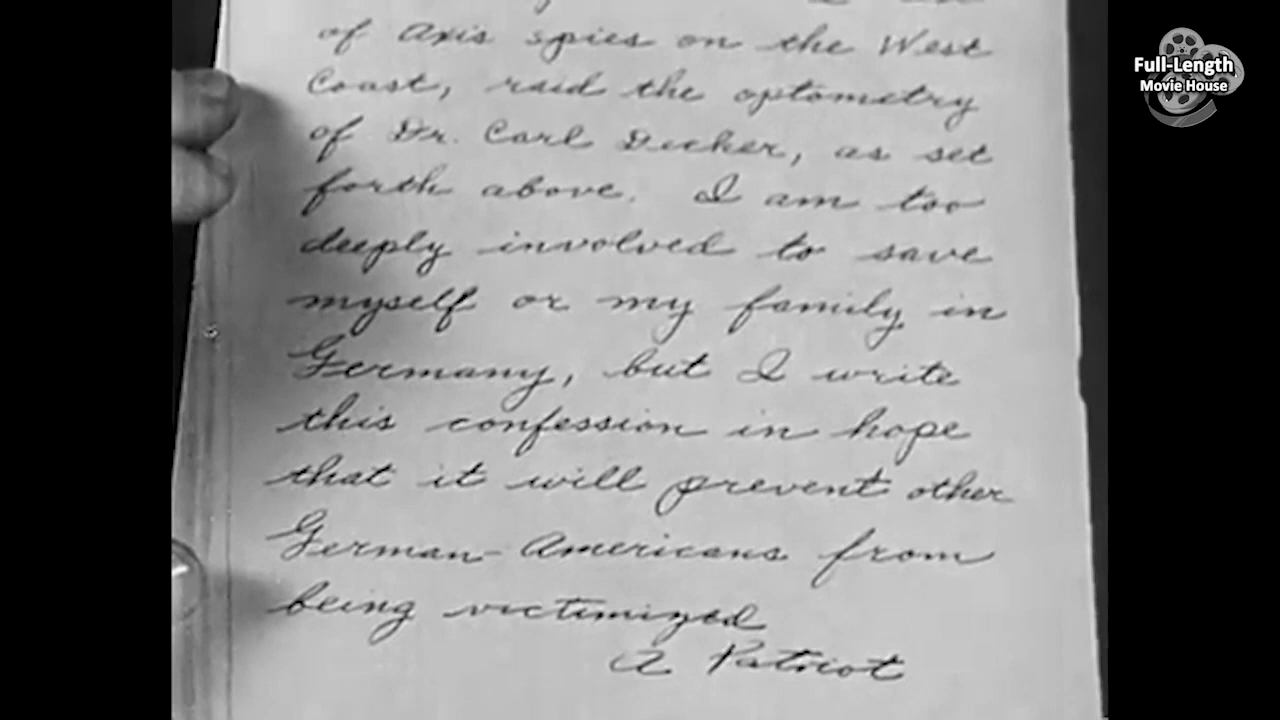 of Axis spies on the West
Coast, raid the optometry
of Dr. Carl Decker, as set
forth above. I am too
deeply involved to save
myself or my family in
Germany, but I write
this confession in hope
that it will prevent other
German-Americans from
being victimized
A Patriot
Full-Length
Movie House